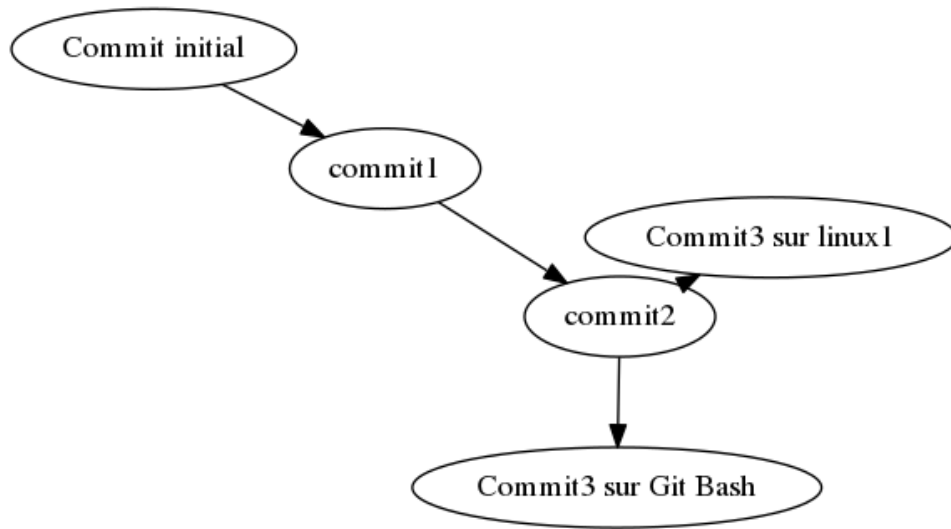 Commit initial
commit1
Commit3 sur linux1
commit2
Commit3 sur Git Bash